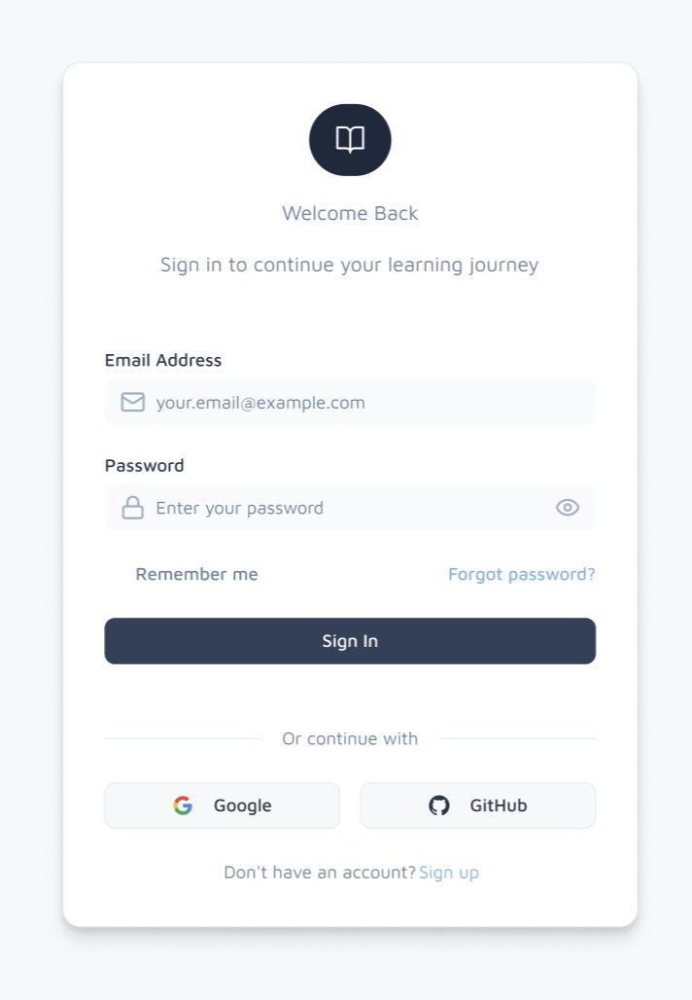 Welcome Back
Sign in to continue your learning journey
Email Address
your.email@example.com
Password
Enter your password
Remember me Forgot password?
Sign In
Or continue with
Google GitHub
Don't have an account? Sign up